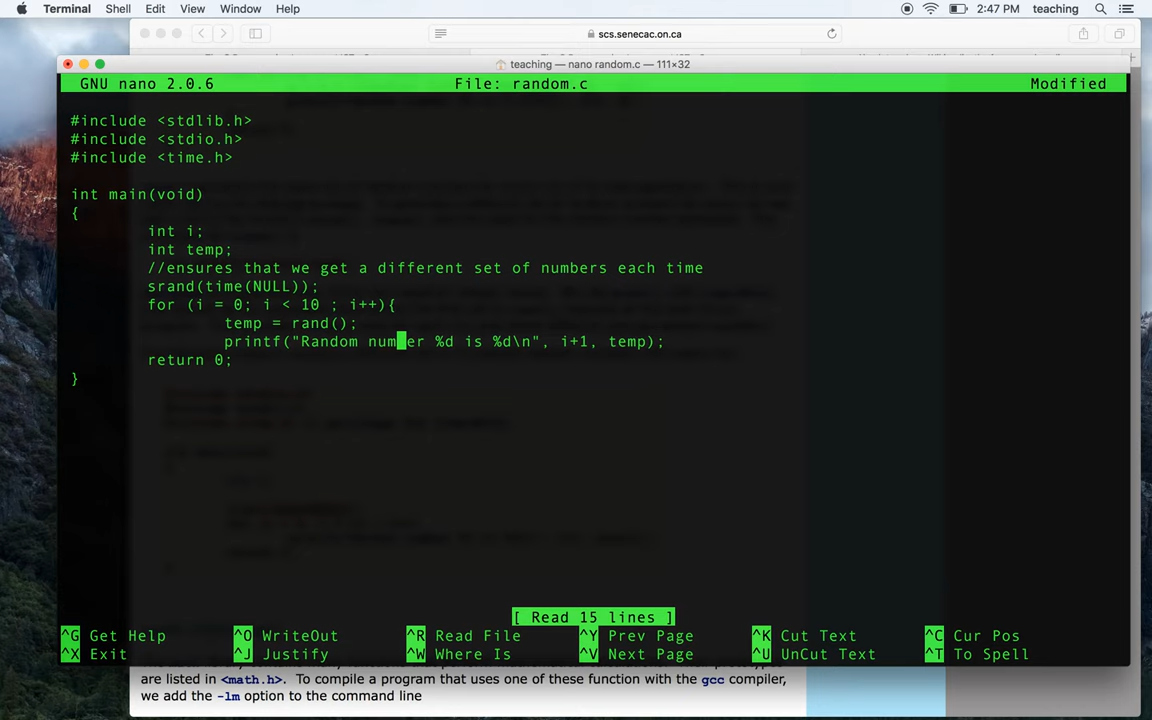 Terminal Shell Edit View Window Help 2:47 PM teaching
scs.senecac.on.ca
teaching — nano random.c — 111×32
GNU nano 2.0.6 File: random.c Modified
#include <stdlib.h>
#include <stdio.h>
#include <time.h>
int main(void)
{
int i;
int temp;
//ensures that we get a different set of numbers each time
srand(time(NULL));
for (i = 0; i < 10 ; i++){
temp = rand();
printf("Random num er %d is %d\n", i+1, temp);
return 0;
}
[ Read 15 lines ]
^G Get Help ^O WriteOut ^R Read File ^Y Prev Page ^K Cut Text ^C Cur Pos
^X Exit ^J Justify ^W Where Is ^V Next Page ^U UnCut Text ^T To Spell
are listed in <math.h>. To compile a program that uses one of these function with the gcc compiler,
we add the -lm option to the command line